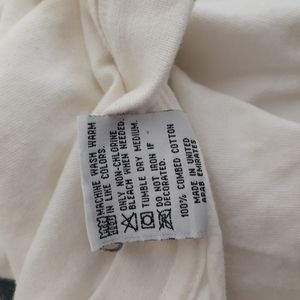 MACHINE WASH WARM
IN LIKE COLORS.
ONLY NON-CHLORINE
BLEACH WHEN NEEDED.
TUMBLE DRY MEDIUM.
DO NOT IRON IF
DECORATED.
100% COMBED COTTON
MADE IN UNITED
ARAB EMIRATES